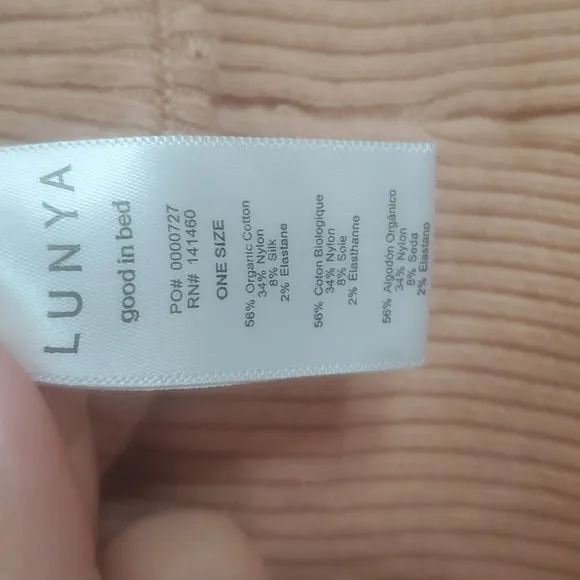 LUNYA
good in bed
PO# 0000727
RN# 141460
ONE SIZE
56% Organic Cotton
34% Nylon
8% Silk
2% Elastane
56% Coton Biologique
34% Nylon
8% Soie
2% Elasthanne
56% Algodón Orgánico
34% Nylon
8% Seda
2% Elastano